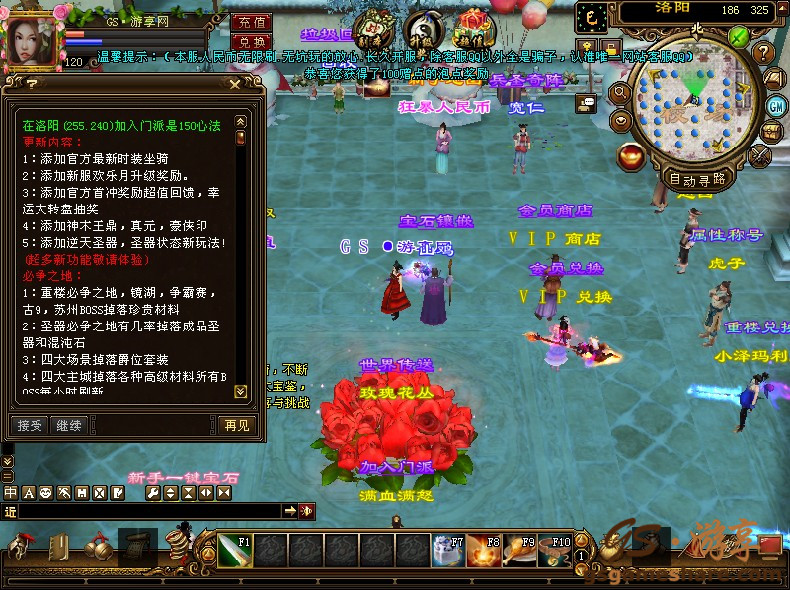 GS·游享网
充值
兑换
120
洛阳
186 325
垃圾回
升级
超值
温馨提示：(本服人民币无限刷.无坑玩的放心.长久开服，除客服QQ以外全是骗子，认准唯一网站客服QQ)
恭喜您获得了100赠点的泡点奖励
兵圣奇阵
狂暴人民币
宽仁
GM
自动寻路
在洛阳(255.240)加入门派是150心法
更新内容：
1：添加官方最新时装坐骑
2：添加新服欢乐月升级奖励。
3：添加官方首冲奖励超值回馈，幸
运大转盘抽奖
4：添加神木王鼎，真元，豪侠印
5：添加逆天圣器，圣器状态新玩法！
(超多新功能敬请体验)
必争之地：
1：重楼必争之地，镜湖，争霸赛，
古9，苏州BOSS掉落珍贵材料
2：圣器必争之地有几率掉落成品圣
器和混沌石
3：四大场景掉落爵位套装
4：四大主城掉落各种高级材料所有B
OSS每小时刷新
接受
继续
再见
宝石镶嵌
会员商店
VIP 商店
会员兑换
VIP 兑换
属性称号
虎子
重楼兑换
小泽玛利
世界传送
玫瑰花丛
加入门派
满血满怒
新手一键宝石
近
F1
F7
F8
F9
F10
1
GS·游享